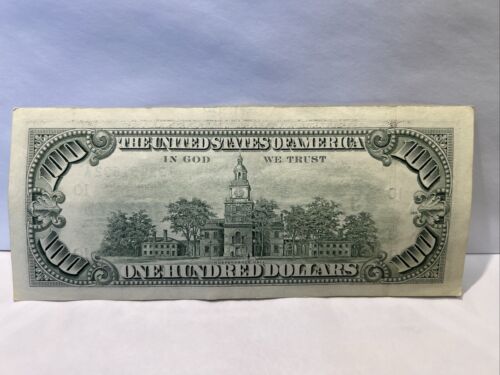 THE UNITED STATES OF AMERICA
100 100
IN GOD WE TRUST
100 100
ONE HUNDRED DOLLARS